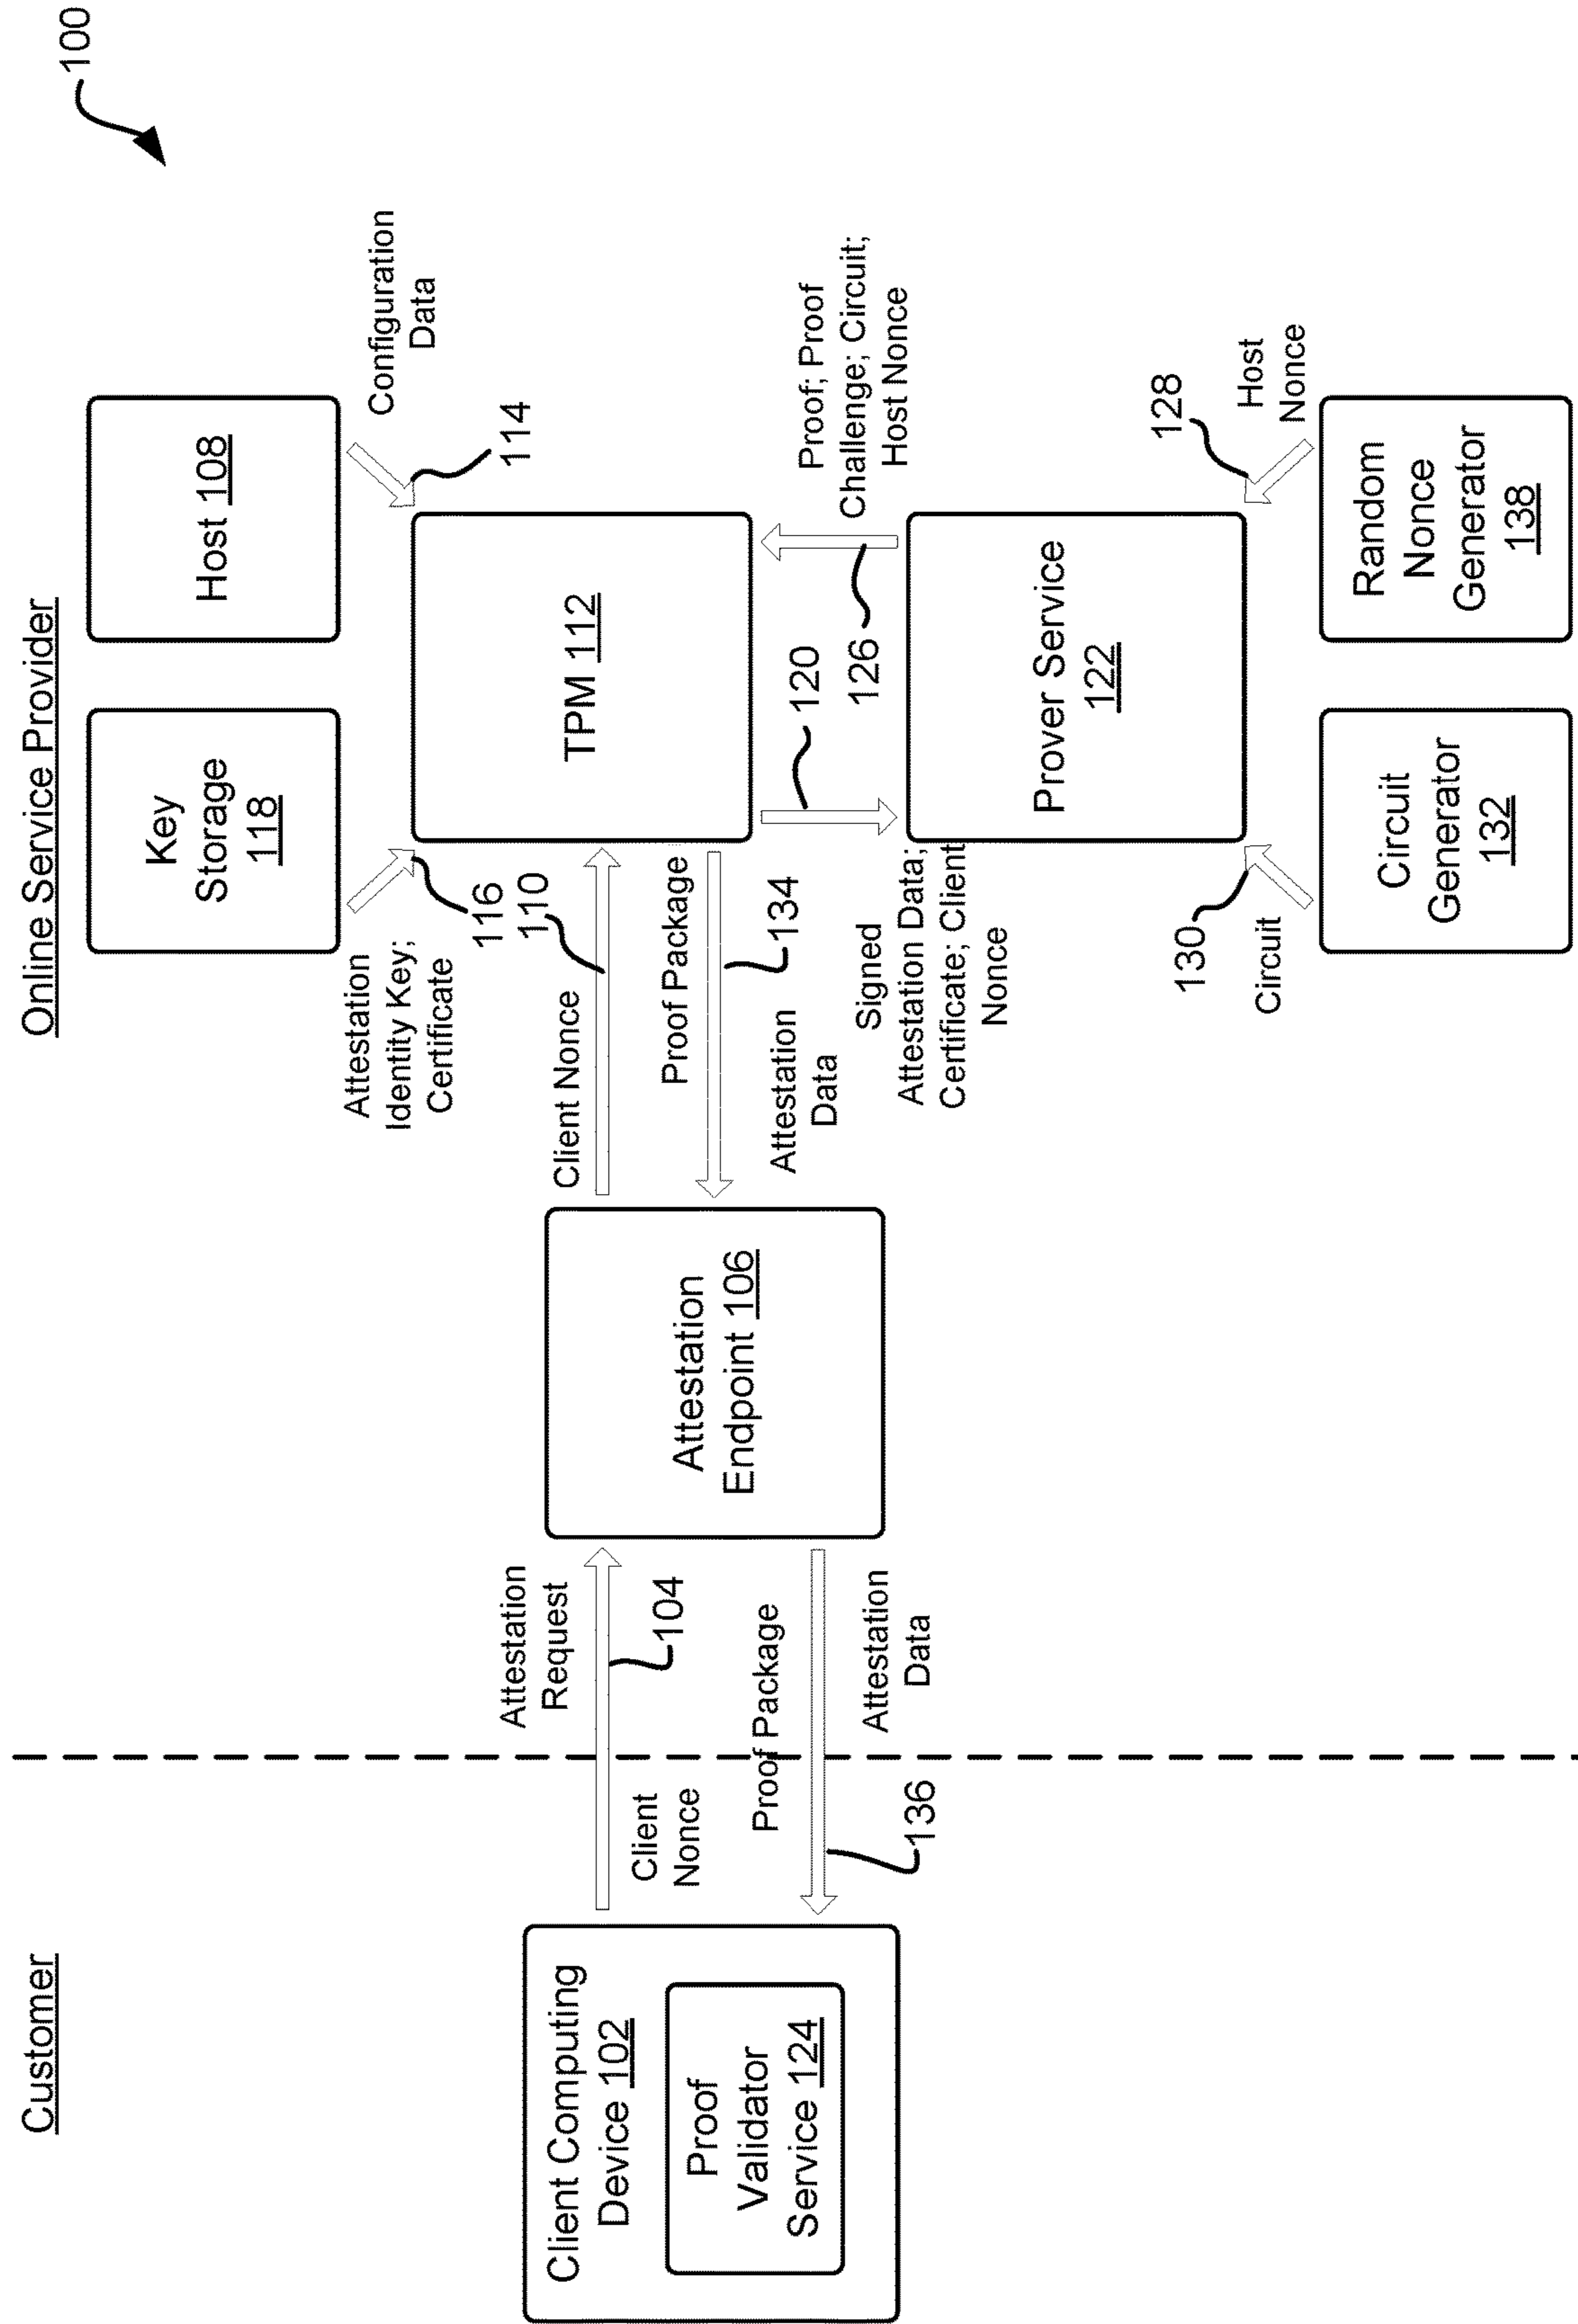 Customer
Online Service Provider
100
Client Computing
Device 102
Proof
Validator
Service 124
Attestation
Request
104
Client
Nonce
Proof Package
Attestation
Data
136
Attestation
Endpoint 106
Client Nonce
110
Proof Package
134
Attestation
Data
Key
Storage
118
Attestation
Identity Key;
Certificate
116
Host 108
Configuration
Data
114
TPM 112
120
Signed
Attestation Data;
Certificate; Client
Nonce
126
Proof; Proof
Challenge; Circuit;
Host Nonce
Prover Service
122
130
Circuit
Circuit
Generator
132
128
Host
Nonce
Random
Nonce
Generator
138